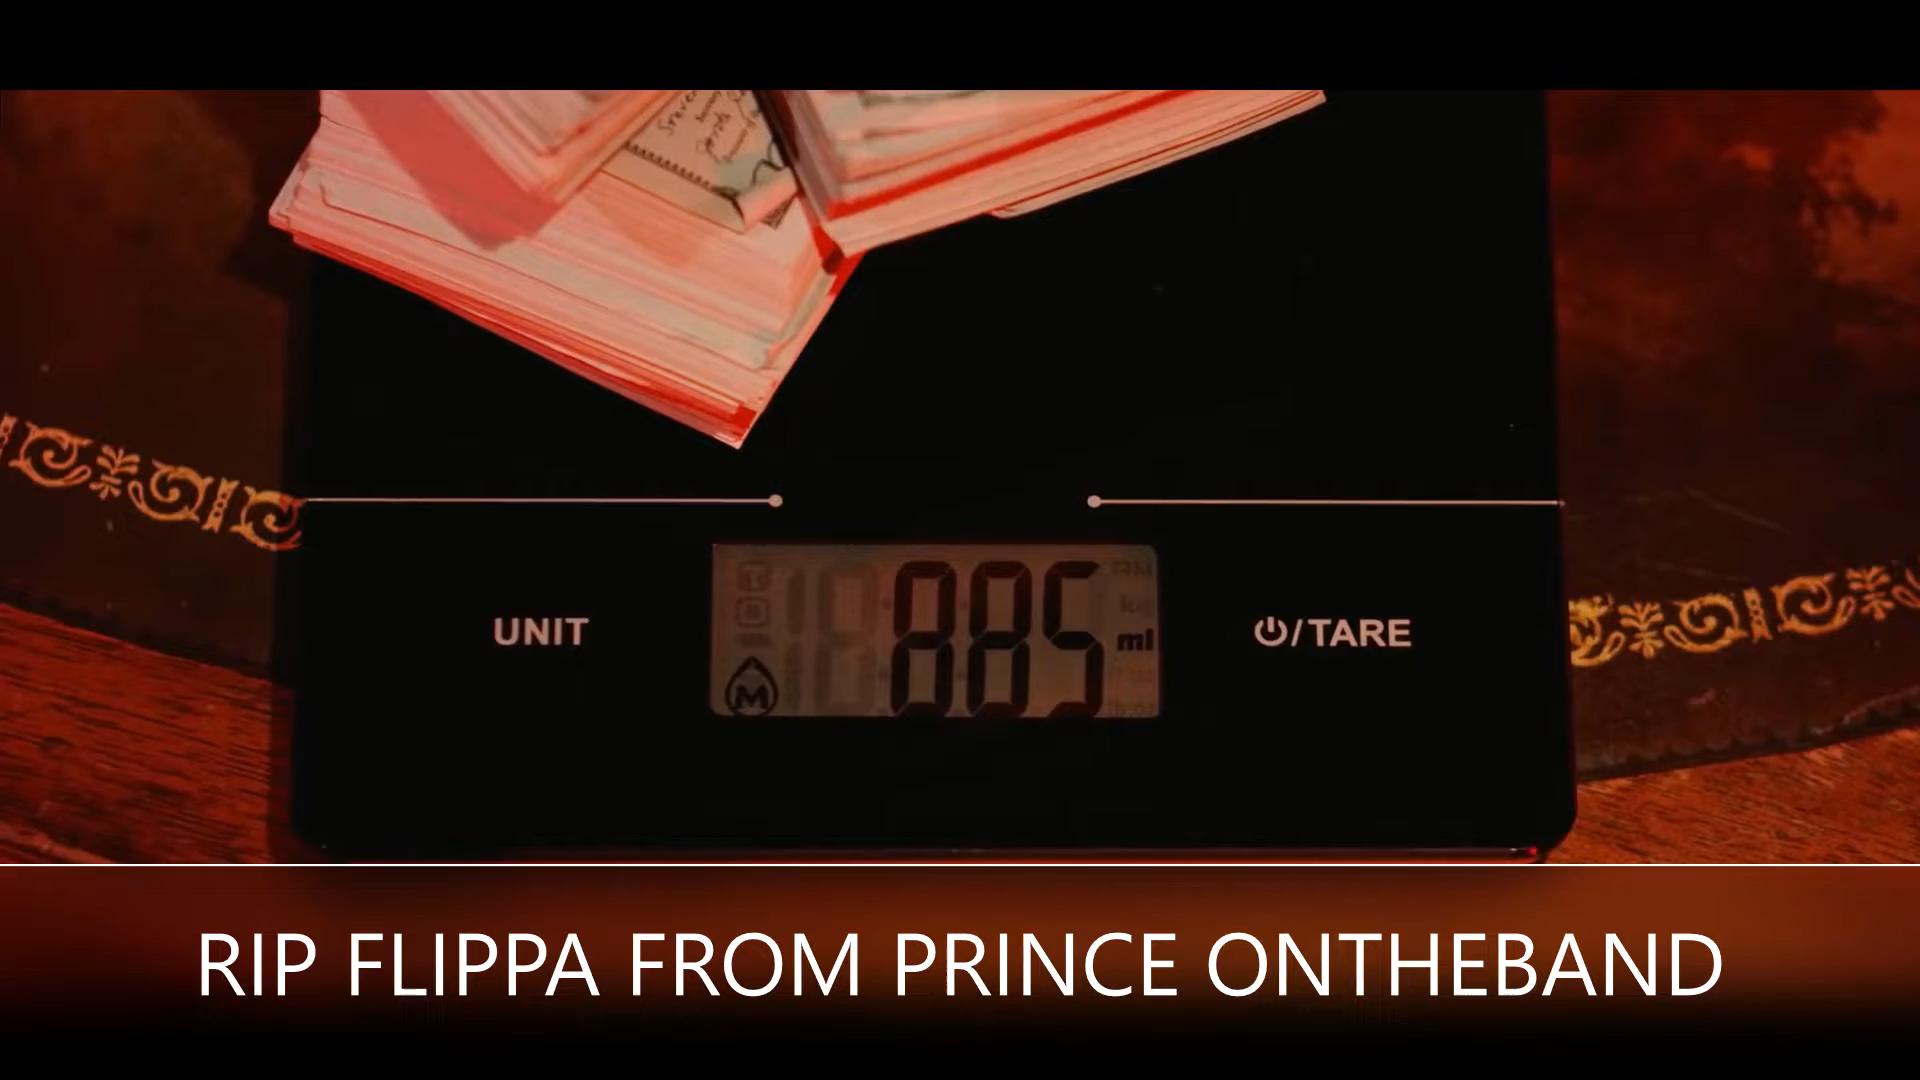 UNIT
885 ml
M
/TARE
RIP FLIPPA FROM PRINCE ONTHEBAND